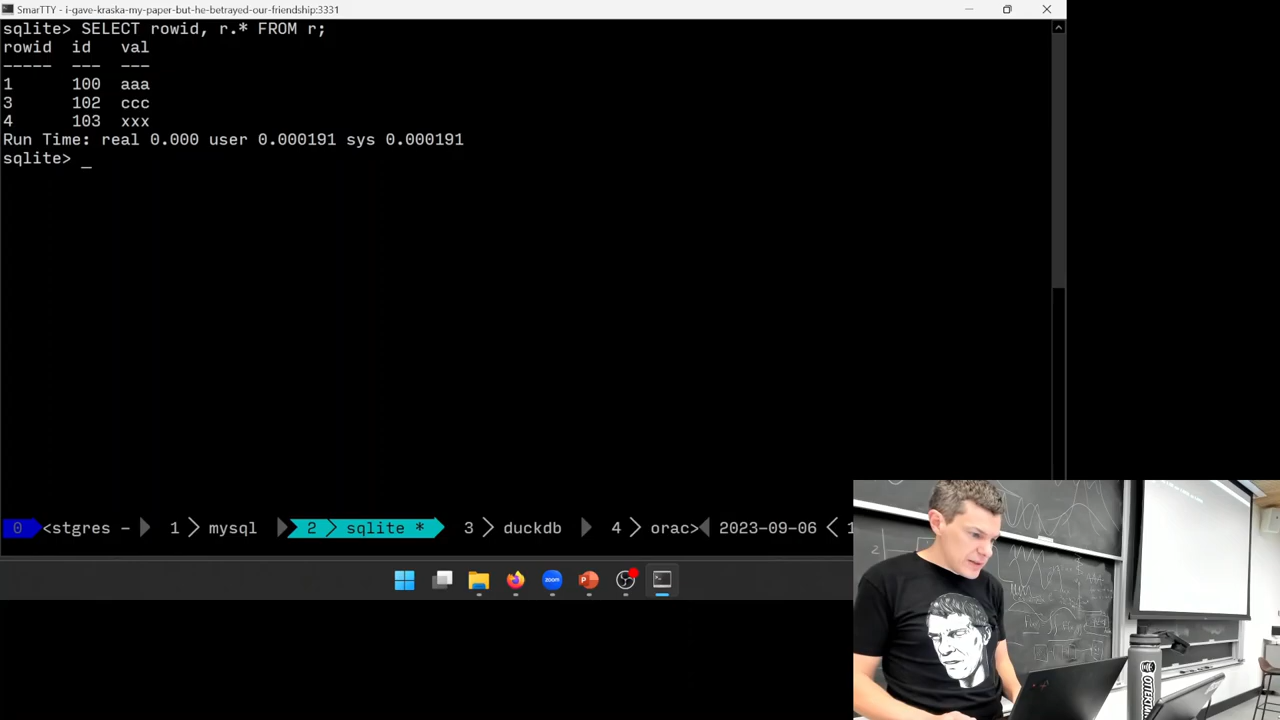 SmarTTY - i-gave-kraska-my-paper-but-he-betrayed-our-friendship:3331
sqlite> SELECT rowid, r.* FROM r;
rowid  id   val
-----  ---  ---
1      100  aaa
3      102  ccc
4      103  xxx
Run Time: real 0.000 user 0.000191 sys 0.000191
sqlite> _
0 <stgres - 1 mysql 2 sqlite * 3 duckdb 4 orac> 2023-09-06 1
zoom